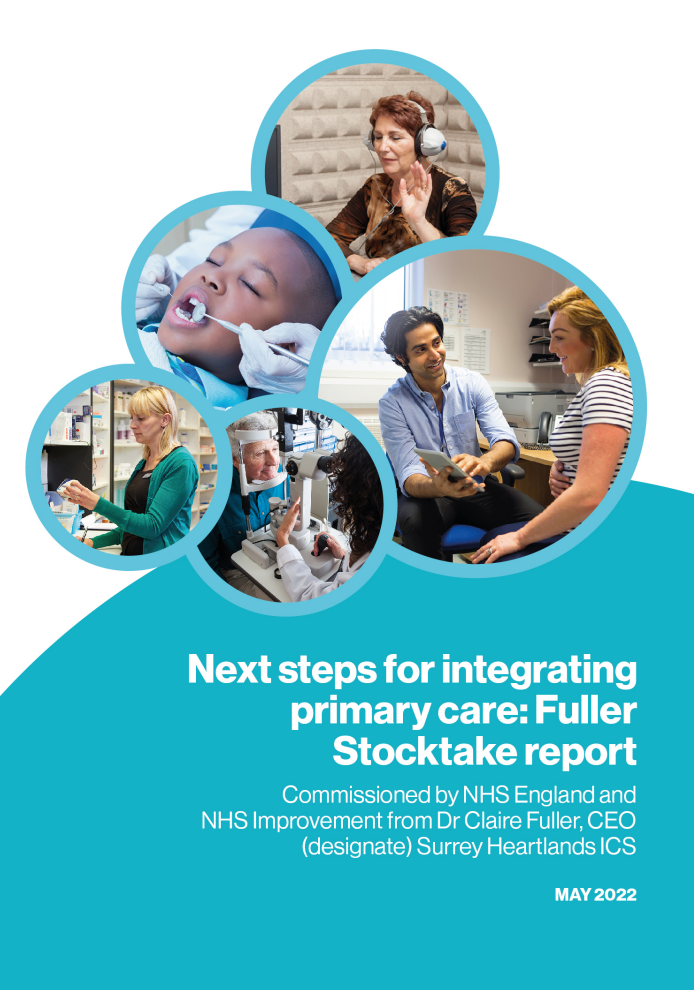 Next steps for integrating
primary care: Fuller
Stocktake report
Commissioned by NHS England and
NHS Improvement from Dr Claire Fuller, CEO
(designate) Surrey Heartlands ICS
MAY 2022